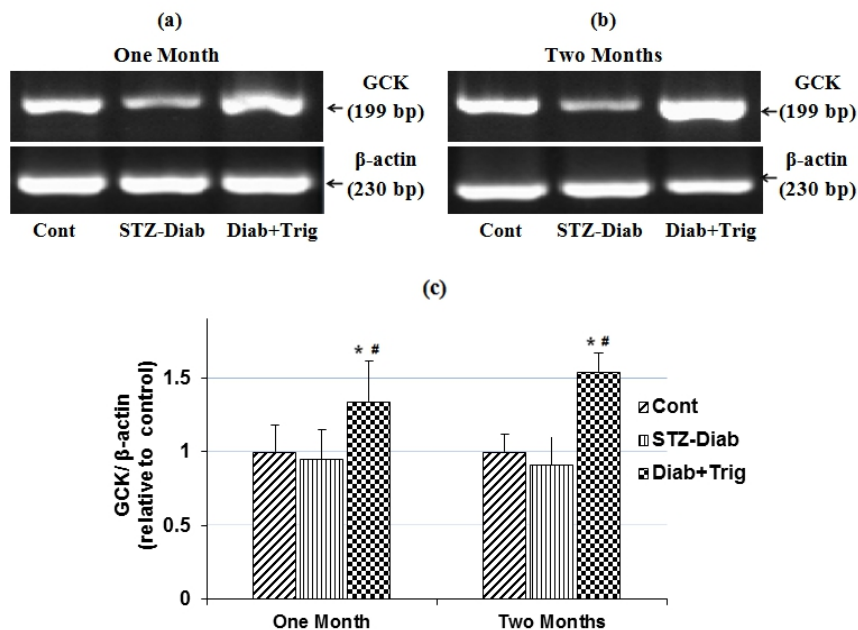 (a)
One Month
GCK
(199 bp)
β-actin
(230 bp)
Cont STZ-Diab Diab+Trig
(b)
Two Months
GCK
(199 bp)
β-actin
(230 bp)
Cont STZ-Diab Diab+Trig
(c)
GCK/ β-actin
(relative to control)
1.5
1
0.5
0
* #
* #
Cont
STZ-Diab
Diab+Trig
One Month Two Months